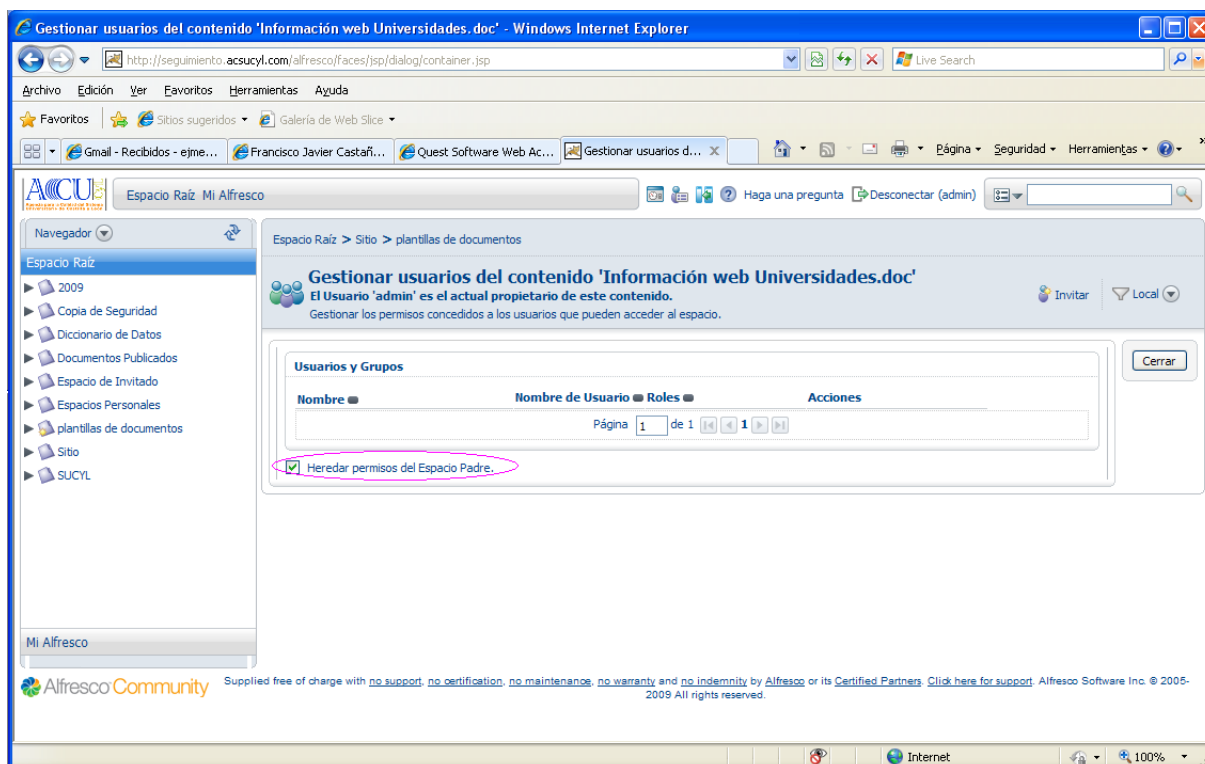 Gestionar usuarios del contenido 'Información web Universidades.doc' - Windows Internet Explorer
http://seguimiento.acsucyl.com/alfresco/faces/jsp/dialog/container.jsp
Live Search
Archivo Edición Ver Favoritos Herramientas Ayuda
Favoritos Sitios sugeridos Galería de Web Slice
Gmail - Recibidos - ejme... Francisco Javier Castañ... Quest Software Web Ac... Gestionar usuarios d... X Página Seguridad Herramientas
ACCU Espacio Raíz Mi Alfresco Haga una pregunta Desconectar (admin)
Navegador
Espacio Raíz > Sitio > plantillas de documentos
Espacio Raíz
2009
Copia de Seguridad
Diccionario de Datos
Documentos Publicados
Espacio de Invitado
Espacios Personales
plantillas de documentos
Sitio
SUCYL
Mi Alfresco
Gestionar usuarios del contenido 'Información web Universidades.doc'
El Usuario 'admin' es el actual propietario de este contenido.
Gestionar los permisos concedidos a los usuarios que pueden acceder al espacio.
Invitar Local
Usuarios y Grupos
Cerrar
Nombre Nombre de Usuario Roles Acciones
Página 1 de 1 1
Heredar permisos del Espacio Padre.
Alfresco Community
Supplied free of charge with no support, no certification, no maintenance, no warranty and no indemnity by Alfresco or its Certified Partners. Click here for support. Alfresco Software Inc. © 2005-
2009 All rights reserved.
Internet 100%